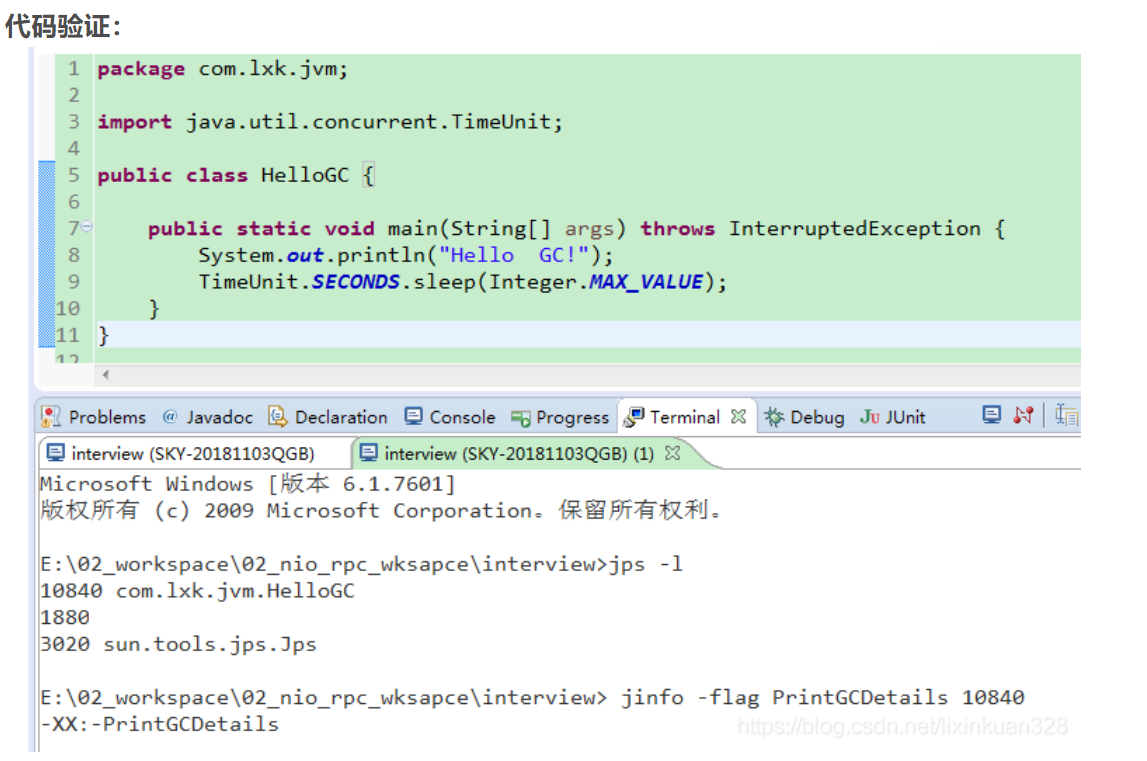 代码验证：
1 package com.lxk.jvm;
2
3 import java.util.concurrent.TimeUnit;
4
5 public class HelloGC {
6
7 public static void main(String[] args) throws InterruptedException {
8 System.out.println("Hello  GC!");
9 TimeUnit.SECONDS.sleep(Integer.MAX_VALUE);
10 }
11 }
12
Problems @ Javadoc Declaration Console Progress Terminal Debug JU JUnit
interview (SKY-20181103QGB) interview (SKY-20181103QGB) (1)
Microsoft Windows [版本 6.1.7601]
版权所有 (c) 2009 Microsoft Corporation。保留所有权利。
E:\02_workspace\02_nio_rpc_wksapce\interview>jps -l
10840 com.lxk.jvm.HelloGC
1880
3020 sun.tools.jps.Jps
E:\02_workspace\02_nio_rpc_wksapce\interview> jinfo -flag PrintGCDetails 10840
-XX:-PrintGCDetails
https://blog.csdn.net/lixinkuan328